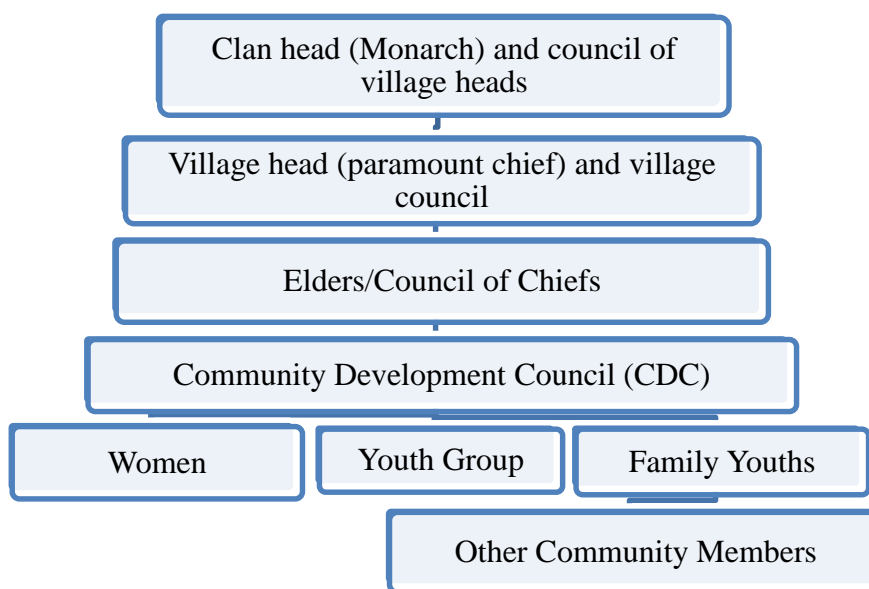 Clan head (Monarch) and council of
village heads
Village head (paramount chief) and village
council
Elders/Council of Chiefs
Community Development Council (CDC)
Women
Youth Group
Family Youths
Other Community Members